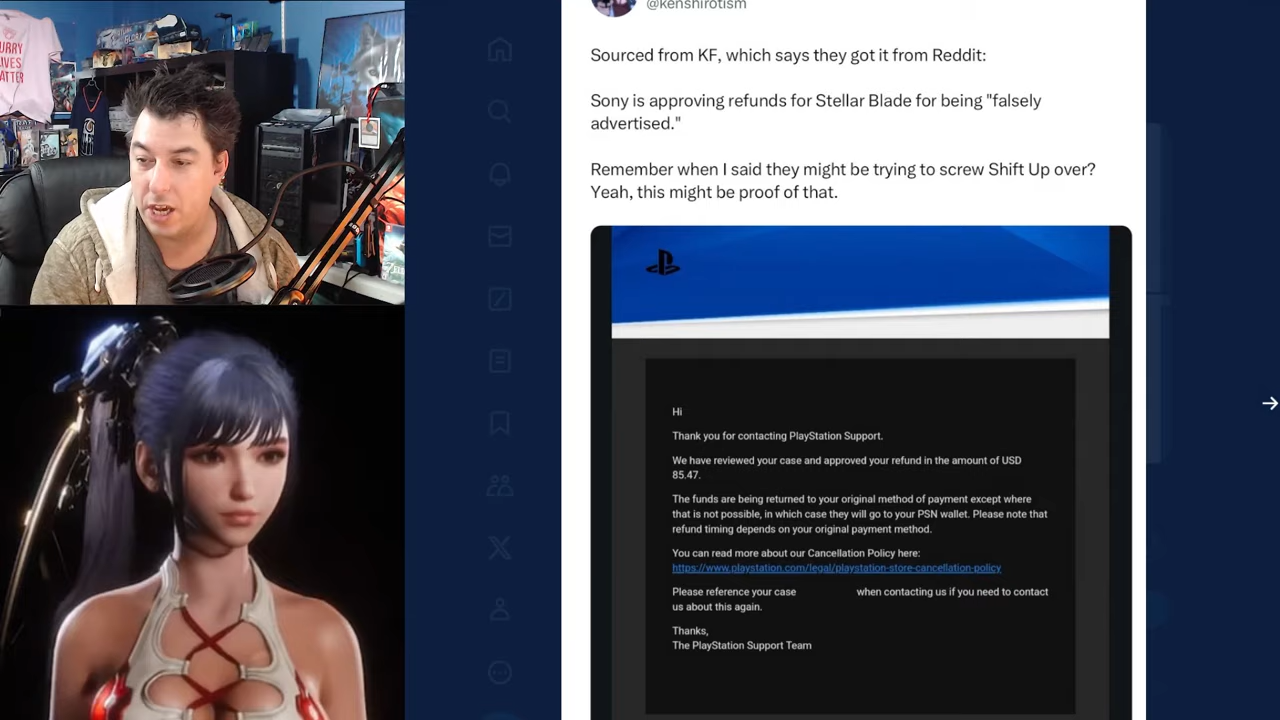 @kenshirotism
Sourced from KF, which says they got it from Reddit:
Sony is approving refunds for Stellar Blade for being "falsely
advertised."
Remember when I said they might be trying to screw Shift Up over?
Yeah, this might be proof of that.
Hi
Thank you for contacting PlayStation Support.
We have reviewed your case and approved your refund in the amount of USD
85.47.
The funds are being returned to your original method of payment except where
that is not possible, in which case they will go to your PSN wallet. Please note that
refund timing depends on your original payment method.
You can read more about our Cancellation Policy here:
https://www.playstation.com/legal/playstation-store-cancellation-policy
Please reference your case when contacting us if you need to contact
us about this again.
Thanks,
The PlayStation Support Team
LIVES